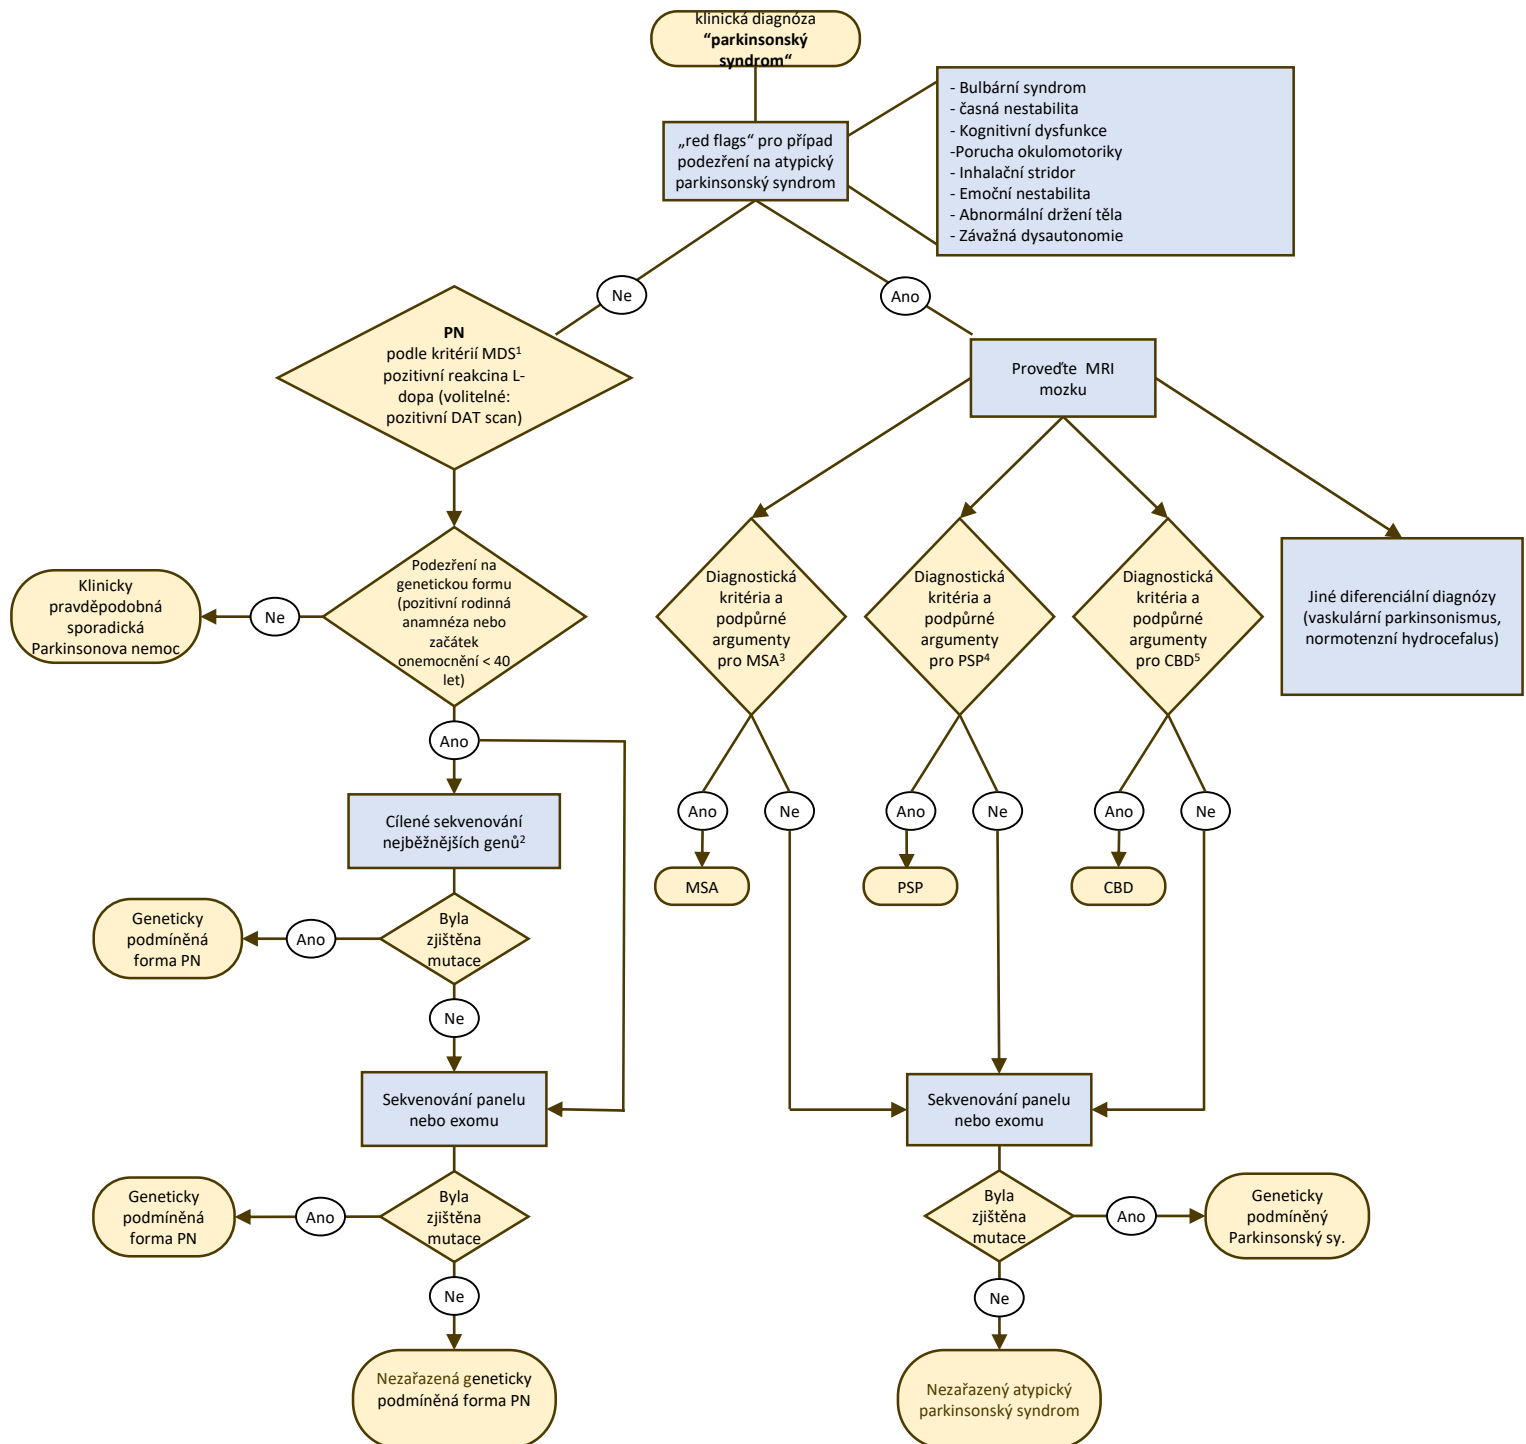 klinická diagnóza
“parkinsonský
syndrom“
„red flags“ pro případ
podezření na atypický
parkinsonský syndrom
- Bulbární syndrom
- časná nestabilita
- Kognitivní dysfunkce
-Porucha okulomotoriky
- Inhalační stridor
- Emoční nestabilita
- Abnormální držení těla
- Závažná dysautonomie
Ne
Ano
PN
podle kritérií MDS¹
pozitivní reakcina L-
dopa (volitelné:
pozitivní DAT scan)
Proveďte MRI
mozku
Podezření na
genetickou formu
(pozitivní rodinná
anamnéza nebo
začátek
onemocnění < 40
let)
Ne
Klinicky
pravděpodobná
sporadická
Parkinsonova nemoc
Diagnostická
kritéria a
podpůrné
argumenty
pro MSA³
Diagnostická
kritéria a
podpůrné
argumenty
pro PSP⁴
Diagnostická
kritéria a
podpůrné
argumenty
pro CBD⁵
Jiné diferenciální diagnózy
(vaskulární parkinsonismus,
normotenzní hydrocefalus)
Ano
Cílené sekvenování
nejběžnějších genů²
Ano
Ne
Ano
Ne
Ano
Ne
MSA
PSP
CBD
Byla
zjištěna
mutace
Ano
Geneticky
podmíněná
forma PN
Ne
Sekvenování panelu
nebo exomu
Sekvenování panelu
nebo exomu
Byla
zjištěna
mutace
Ano
Geneticky
podmíněná
forma PN
Ne
Nezařazená geneticky
podmíněná forma PN
Byla
zjištěna
mutace
Ano
Geneticky
podmíněný
Parkinsonský sy.
Ne
Nezařazený atypický
parkinsonský syndrom